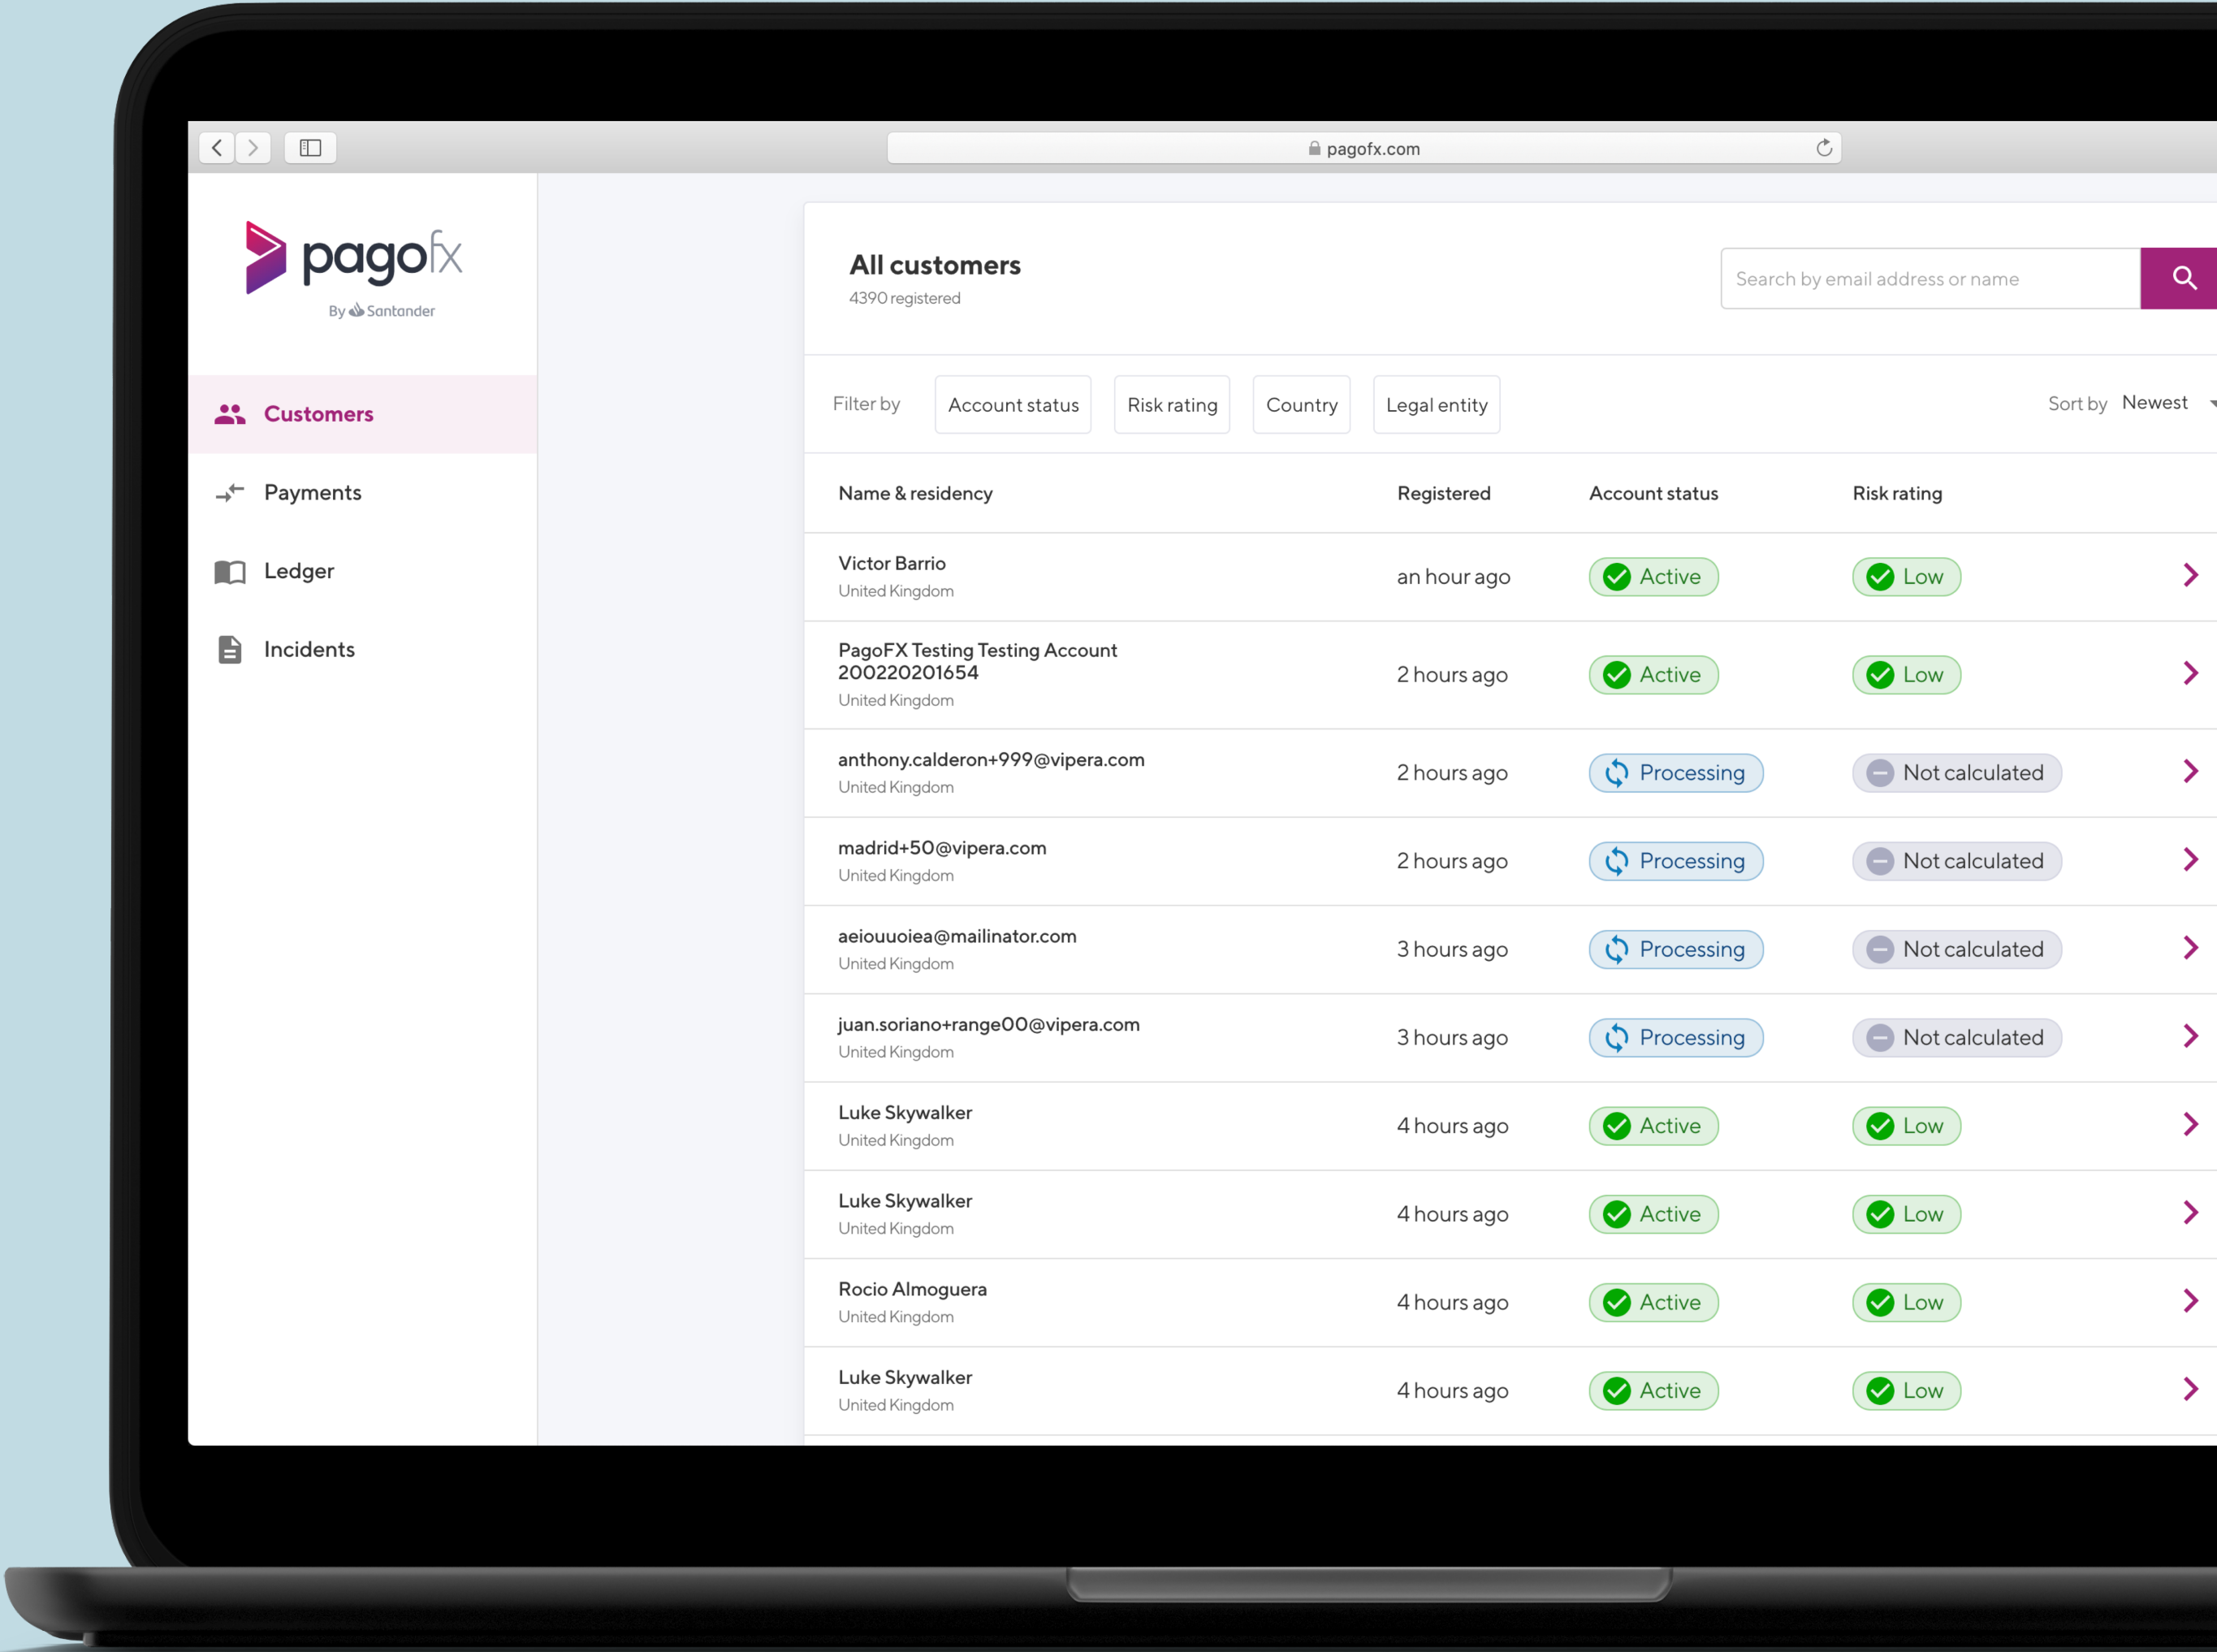 pagofx.com
pagofx
By Santander
Customers
Payments
Ledger
Incidents
All customers
4390 registered
Search by email address or name
Filter by Account status Risk rating Country Legal entity Sort by Newest
Name & residency Registered Account status Risk rating
Victor Barrio
United Kingdom
an hour ago Active Low
PagoFX Testing Testing Account
200220201654
United Kingdom
2 hours ago Active Low
anthony.calderon+999@vipera.com
United Kingdom
2 hours ago Processing Not calculated
madrid+50@vipera.com
United Kingdom
2 hours ago Processing Not calculated
aeiouuoiea@mailinator.com
United Kingdom
3 hours ago Processing Not calculated
juan.soriano+range00@vipera.com
United Kingdom
3 hours ago Processing Not calculated
Luke Skywalker
United Kingdom
4 hours ago Active Low
Luke Skywalker
United Kingdom
4 hours ago Active Low
Rocio Almoguera
United Kingdom
4 hours ago Active Low
Luke Skywalker
United Kingdom
4 hours ago Active Low